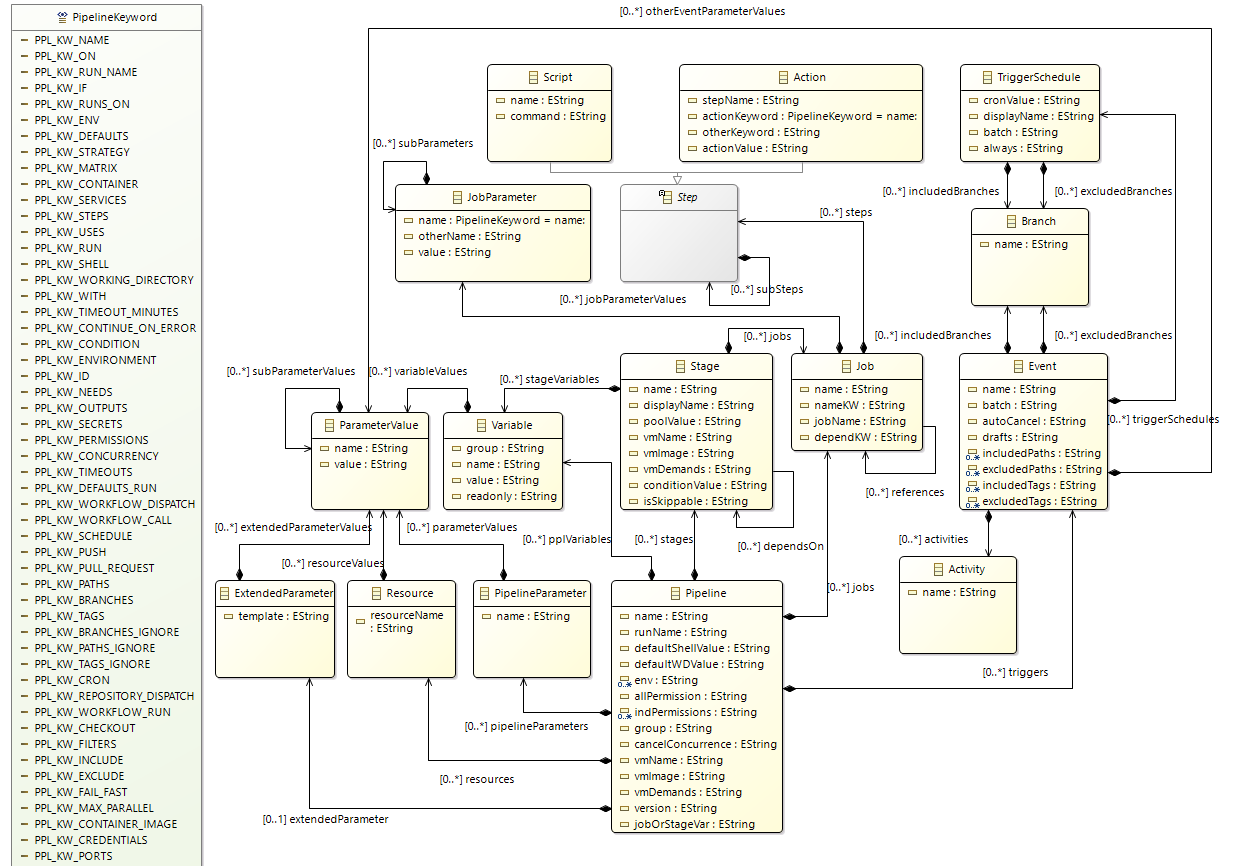 PipelineKeyword
PPL_KW_NAME
PPL_KW_ON
PPL_KW_RUN_NAME
PPL_KW_IF
PPL_KW_RUNS_ON
PPL_KW_ENV
PPL_KW_DEFAULTS
PPL_KW_STRATEGY
PPL_KW_MATRIX
PPL_KW_CONTAINER
PPL_KW_SERVICES
PPL_KW_STEPS
PPL_KW_USES
PPL_KW_RUN
PPL_KW_SHELL
PPL_KW_WORKING_DIRECTORY
PPL_KW_WITH
PPL_KW_TIMEOUT_MINUTES
PPL_KW_CONTINUE_ON_ERROR
PPL_KW_CONDITION
PPL_KW_ENVIRONMENT
PPL_KW_ID
PPL_KW_NEEDS
PPL_KW_OUTPUTS
PPL_KW_SECRETS
PPL_KW_PERMISSIONS
PPL_KW_CONCURRENCY
PPL_KW_TIMEOUTS
PPL_KW_DEFAULTS_RUN
PPL_KW_WORKFLOW_DISPATCH
PPL_KW_WORKFLOW_CALL
PPL_KW_SCHEDULE
PPL_KW_PUSH
PPL_KW_PULL_REQUEST
PPL_KW_PATHS
PPL_KW_BRANCHES
PPL_KW_TAGS
PPL_KW_BRANCHES_IGNORE
PPL_KW_PATHS_IGNORE
PPL_KW_TAGS_IGNORE
PPL_KW_CRON
PPL_KW_REPOSITORY_DISPATCH
PPL_KW_WORKFLOW_RUN
PPL_KW_CHECKOUT
PPL_KW_FILTERS
PPL_KW_INCLUDE
PPL_KW_EXCLUDE
PPL_KW_FAIL_FAST
PPL_KW_MAX_PARALLEL
PPL_KW_CONTAINER_IMAGE
PPL_KW_CREDENTIALS
PPL_KW_PORTS
[0..*] otherEventParameterValues
Script
name : EString
command : EString
Action
stepName : EString
actionKeyword : PipelineKeyword = name:
otherKeyword : EString
actionValue : EString
TriggerSchedule
cronValue : EString
displayName : EString
batch : EString
always : EString
[0..*] subParameters
JobParameter
name : PipelineKeyword = name:
otherName : EString
value : EString
Step
[0..*] steps
[0..*] subSteps
[0..*] jobParameterValues
[0..*] includedBranches
[0..*] excludedBranches
Branch
name : EString
[0..*] includedBranches
[0..*] excludedBranches
[0..*] jobs
Stage
name : EString
displayName : EString
poolValue : EString
vmName : EString
vmImage : EString
vmDemands : EString
conditionValue : EString
isSkippable : EString
Job
name : EString
nameKW : EString
jobName : EString
dependKW : EString
[0..*] references
Event
name : EString
batch : EString
autoCancel : EString
drafts : EString
0..*
includedPaths : EString
0..*
excludedPaths : EString
0..*
includedTags : EString
0..*
excludedTags : EString
[0..*] triggerSchedules
[0..*] subParameterValues
[0..*] variableValues
[0..*] stageVariables
ParameterValue
name : EString
value : EString
Variable
group : EString
name : EString
value : EString
readonly : EString
[0..*] extendedParameterValues
[0..*] parameterValues
[0..*] resourceValues
[0..*] pplVariables
[0..*] stages
[0..*] dependsOn
[0..*] activities
Activity
name : EString
[0..*] jobs
[0..*] triggers
ExtendedParameter
template : EString
Resource
resourceName
: EString
PipelineParameter
name : EString
Pipeline
name : EString
runName : EString
defaultShellValue : EString
defaultWDValue : EString
0..*
env : EString
allPermission : EString
0..*
indPermissions : EString
group : EString
cancelConcurrence : EString
vmName : EString
vmImage : EString
vmDemands : EString
version : EString
jobOrStageVar : EString
[0..*] pipelineParameters
[0..*] resources
[0..1] extendedParameter